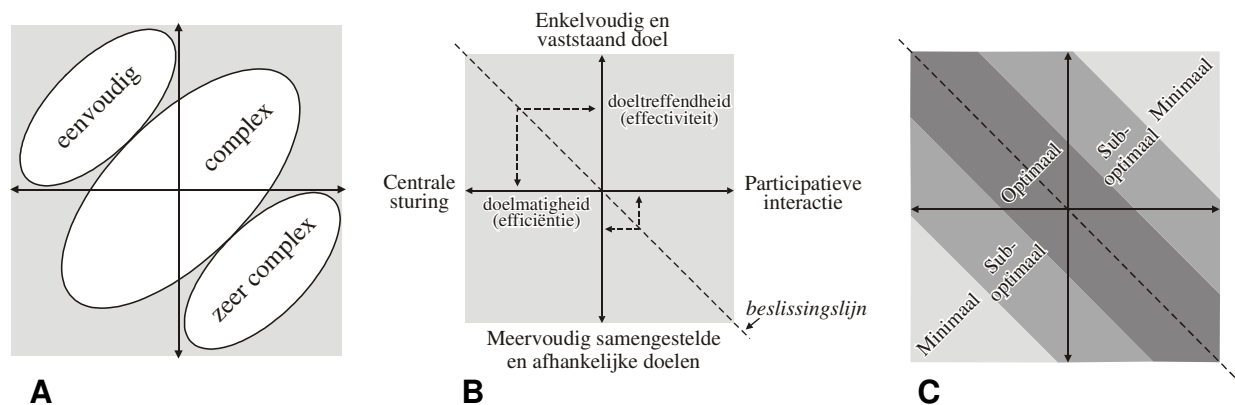 eenvoudig
complex
zeer complex
A
Enkelvoudig en
vaststaand doel
doeltreffendheid
(effectiviteit)
Centrale
sturing
Participatieve
interactie
doelmatigheid
(efficiëntie)
beslissingslijn
Meervoudig samengestelde
en afhankelijke doelen
B
Minimaal
Sub-
optimaal
Optimaal
Sub-
optimaal
Minimaal
C